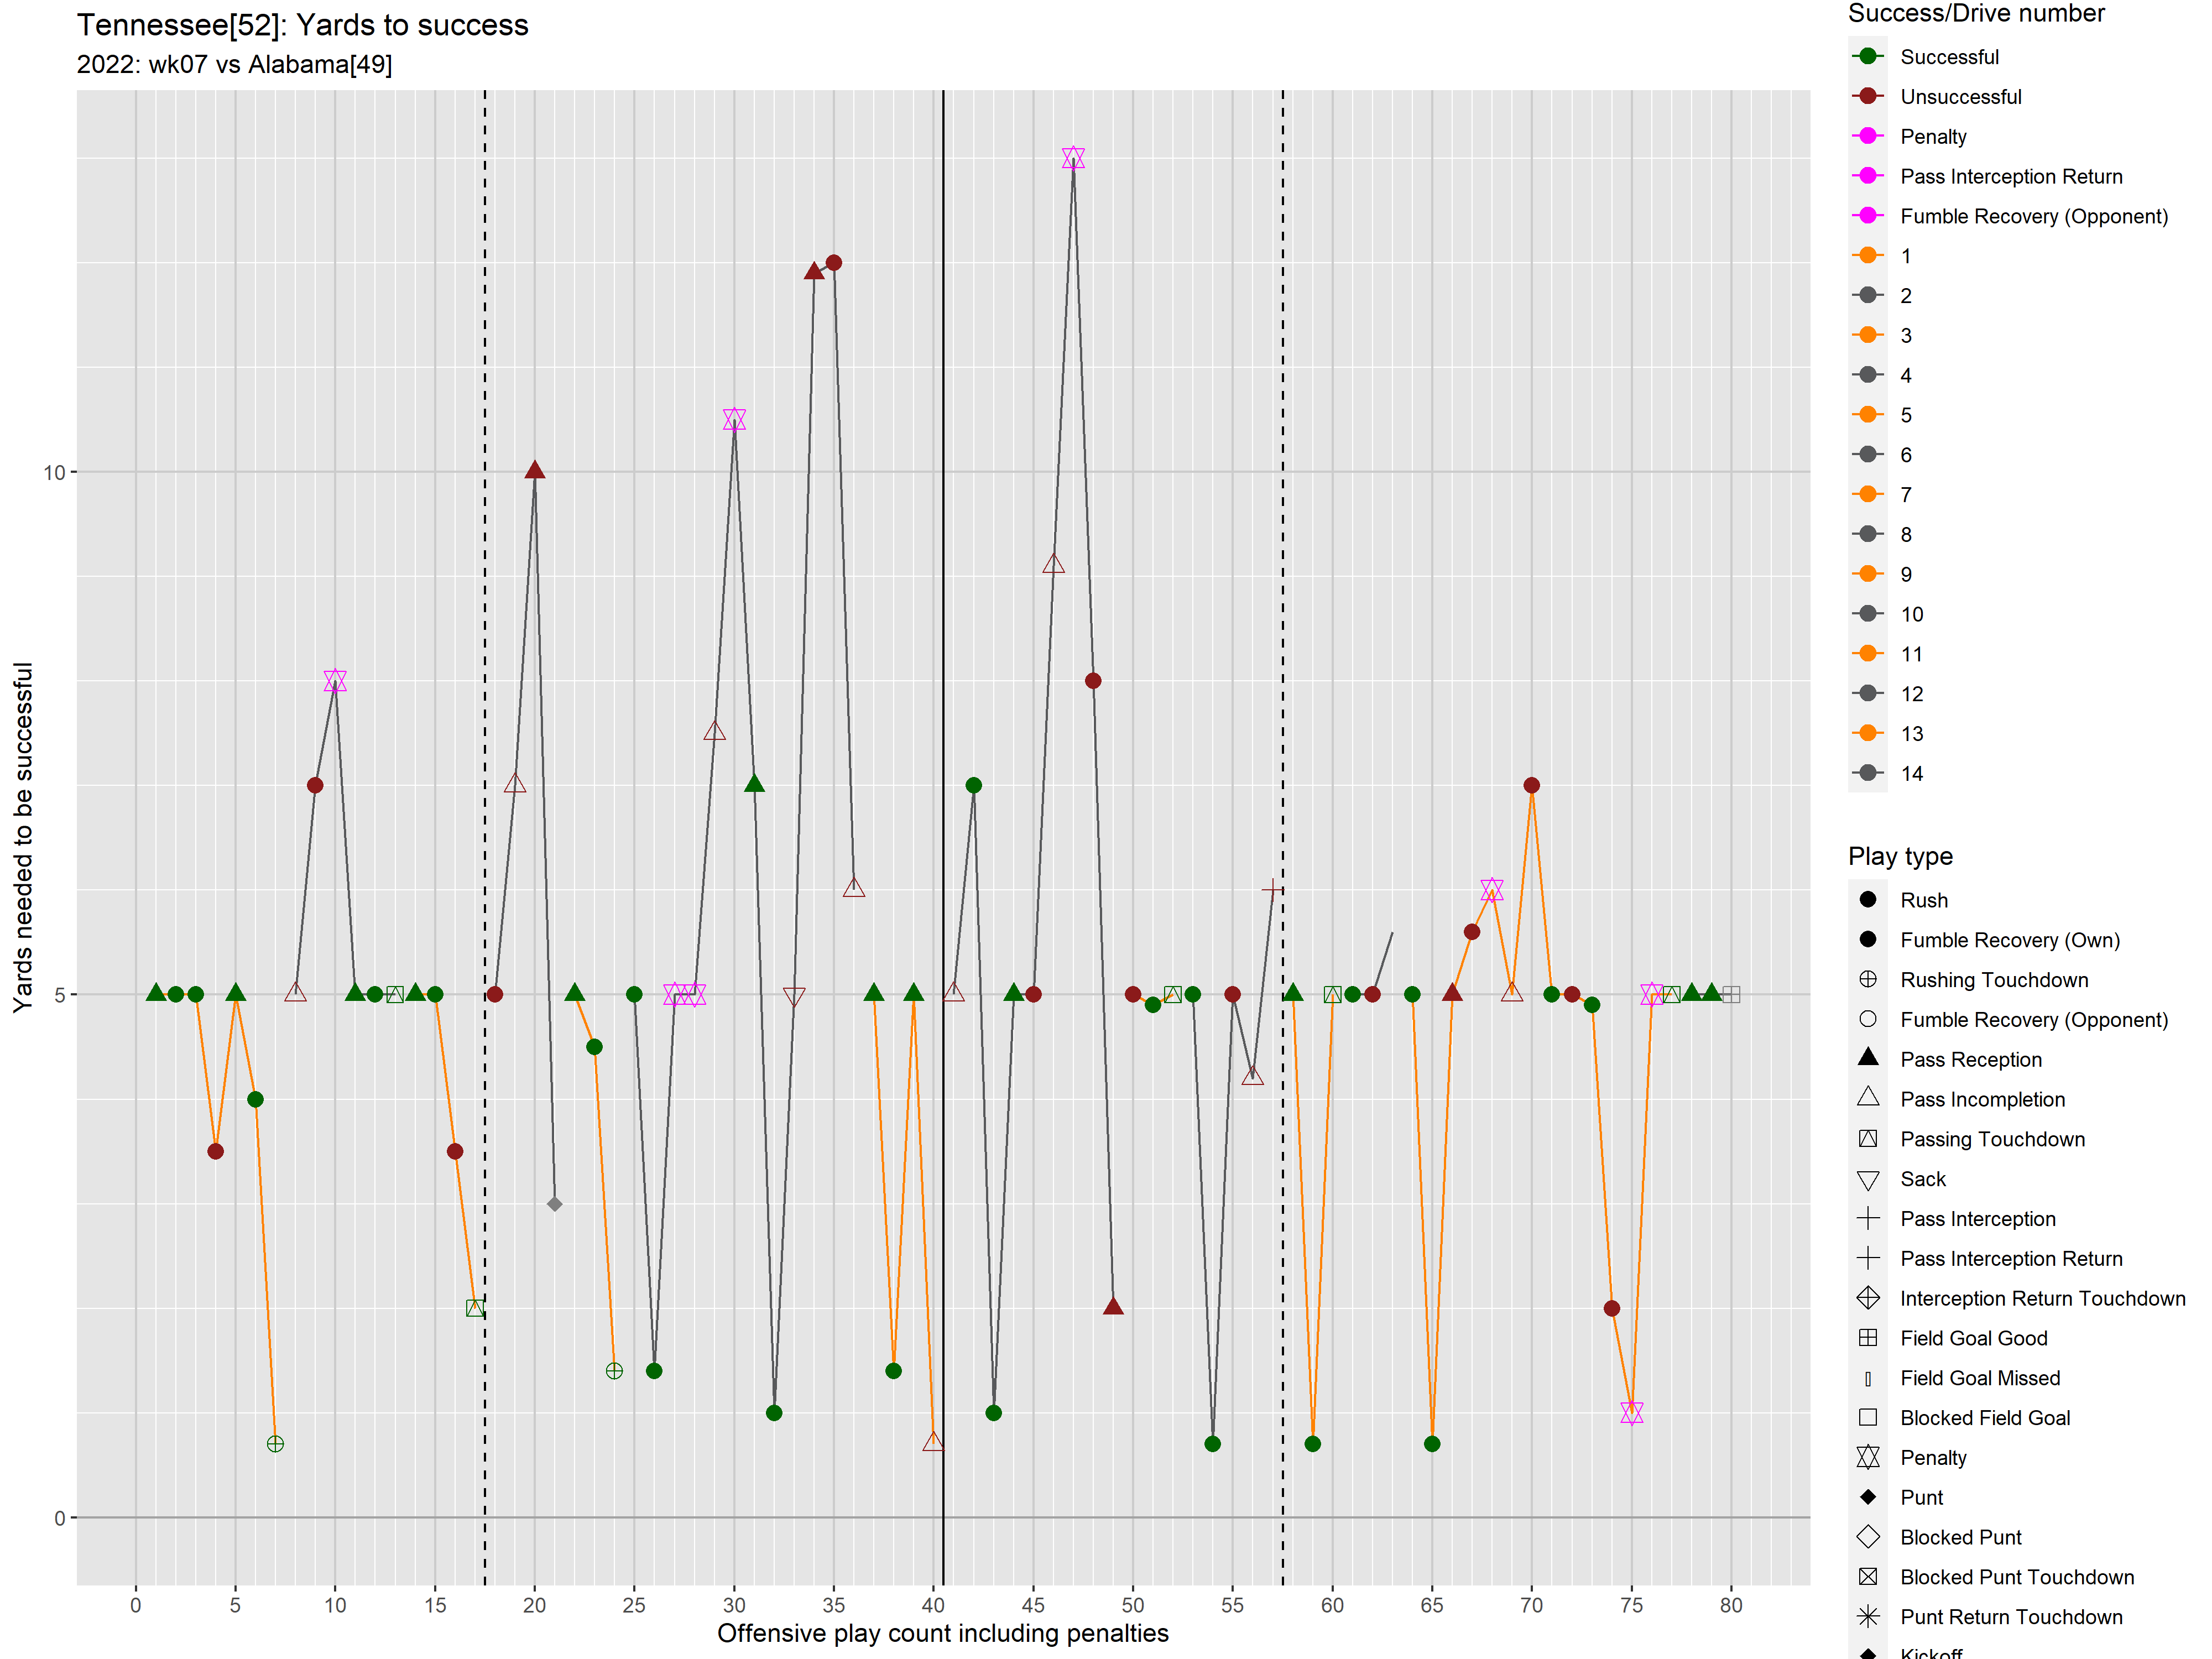 Tennessee[52]: Yards to success
2022: wk07 vs Alabama[49]
Yards needed to be successful
10
5
0
0 5 10 15 20 25 30 35 40 45 50 55 60 65 70 75 80
Offensive play count including penalties
Success/Drive number
Successful
Unsuccessful
Penalty
Pass Interception Return
Fumble Recovery (Opponent)
1
2
3
4
5
6
7
8
9
10
11
12
13
14
Play type
Rush
Fumble Recovery (Own)
Rushing Touchdown
Fumble Recovery (Opponent)
Pass Reception
Pass Incompletion
Passing Touchdown
Sack
Pass Interception
Pass Interception Return
Interception Return Touchdown
Field Goal Good
Field Goal Missed
Blocked Field Goal
Penalty
Punt
Blocked Punt
Blocked Punt Touchdown
Punt Return Touchdown
Kickoff